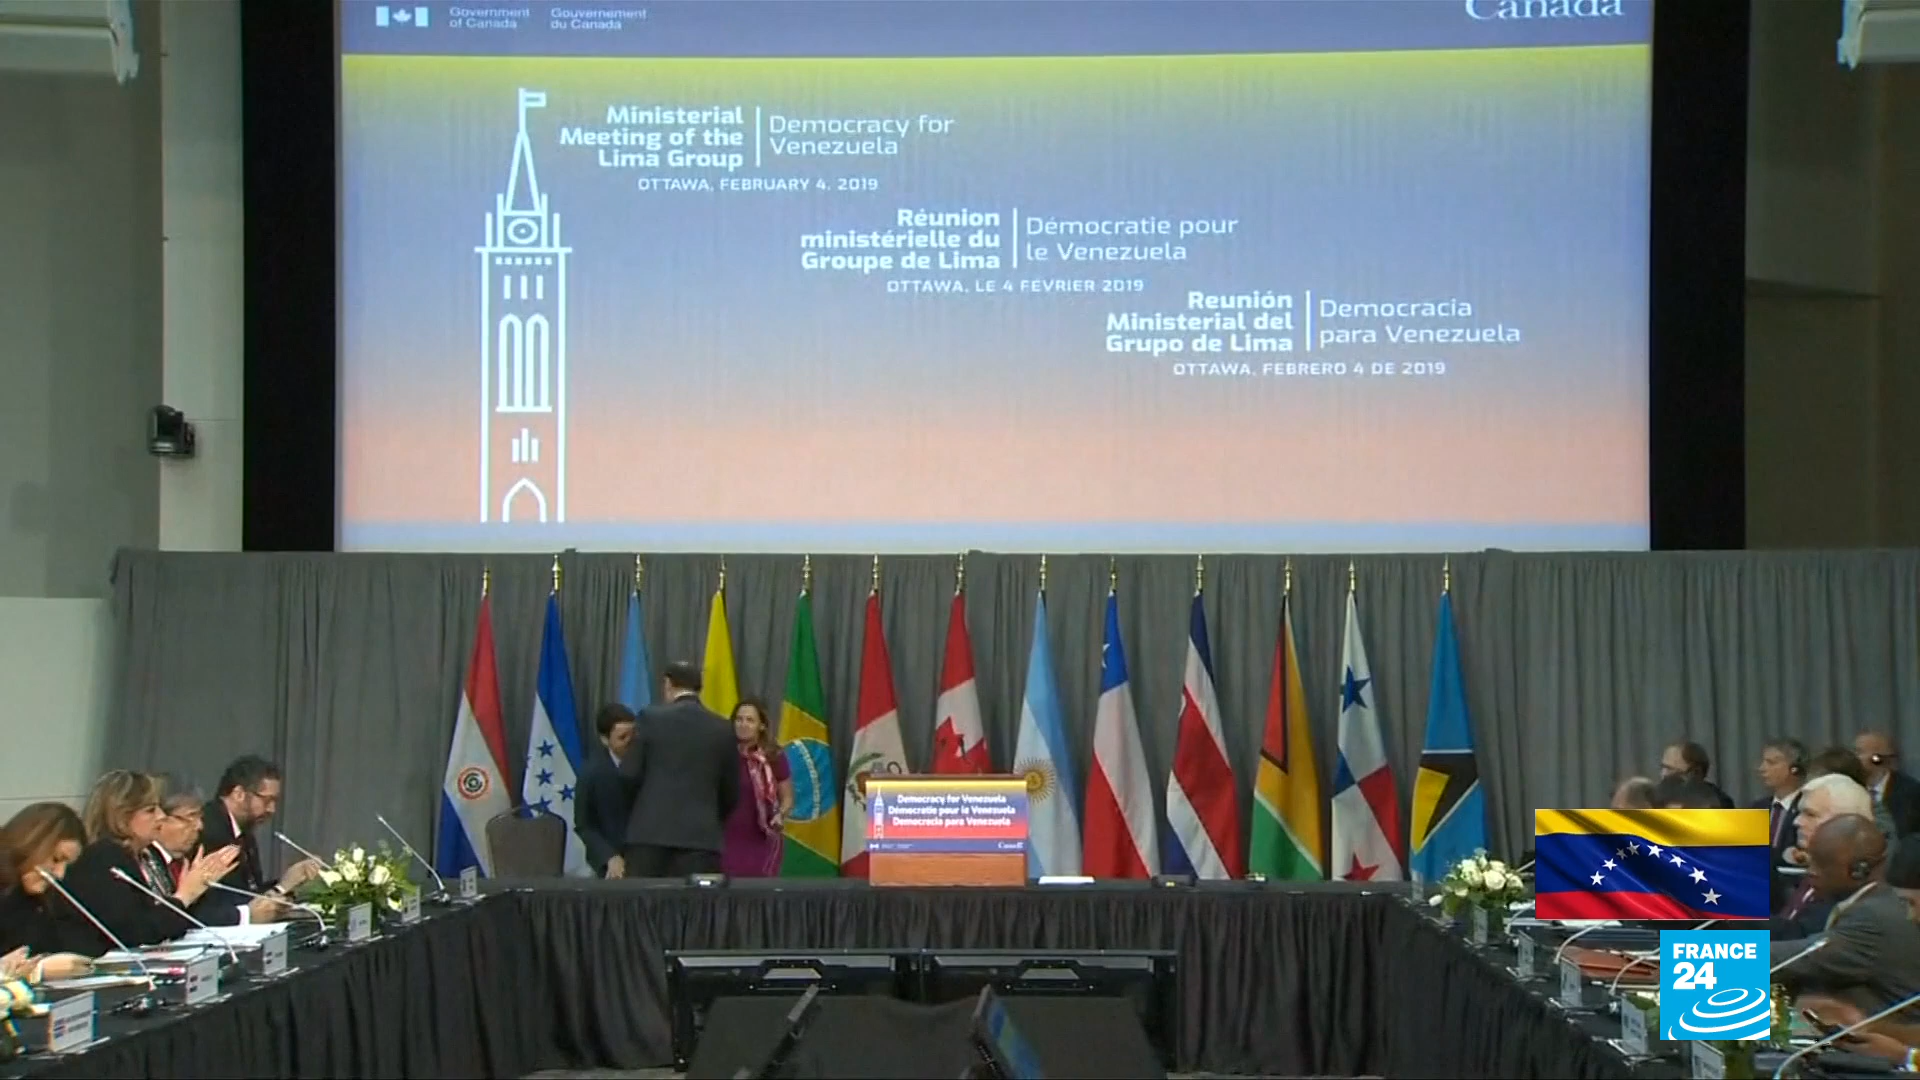 Government
of Canada
Gouvernement
du Canada
Canada
Ministerial
Meeting of the
Lima Group
Democracy for
Venezuela
OTTAWA, FEBRUARY 4, 2019
Réunion
ministérielle du
Groupe de Lima
Démocratie pour
le Venezuela
OTTAWA, LE 4 FÉVRIER 2019
Reunión
Ministerial del
Grupo de Lima
Democracia
para Venezuela
OTTAWA, FEBRERO 4 DE 2019
Democracy for Venezuela
Démocratie pour le Venezuela
Democracia para Venezuela
Canada
FRANCE
24